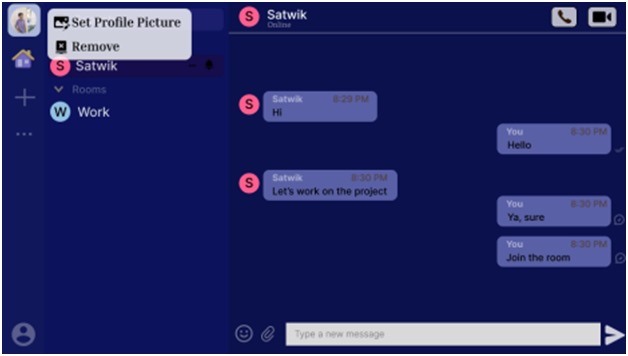 Set Profile Picture
Remove
S Satwik
Rooms
W Work
S Satwik
Online
S
Satwik 8:29 PM
Hi
You 8:30 PM
Hello
S
Satwik 8:30 PM
Let's work on the project
You 8:30 PM
Ya, sure
You 8:30 PM
Join the room
Type a new message